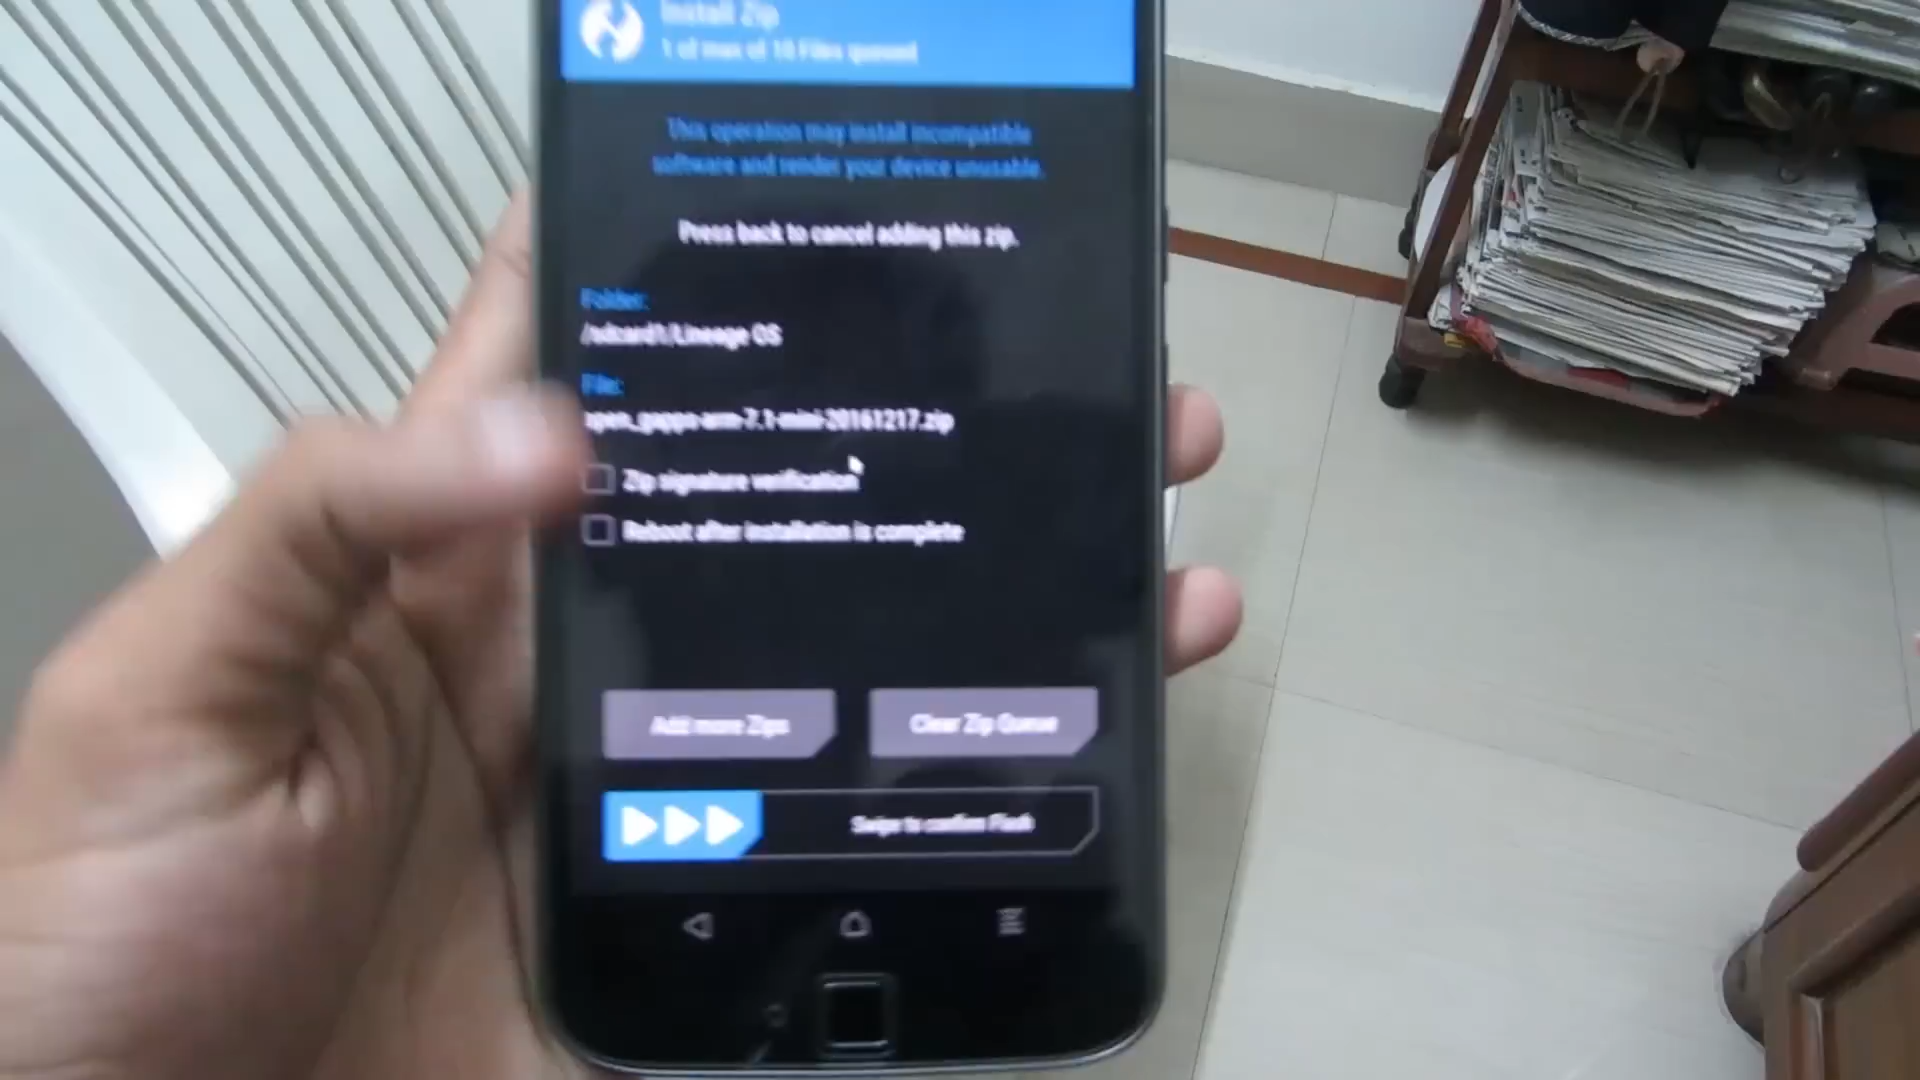 Install Zip
1 of max of 10 Files queued
This operation may install incompatible
software and render your device unusable.
Press back to cancel adding this zip.
Folder:
/sdcard1/Lineage OS
File:
open_gapps-arm-7.1-mini-20161217.zip
Zip signature verification
Reboot after installation is complete
Add more Zips
Clear Zip Queue
Swipe to confirm Flash